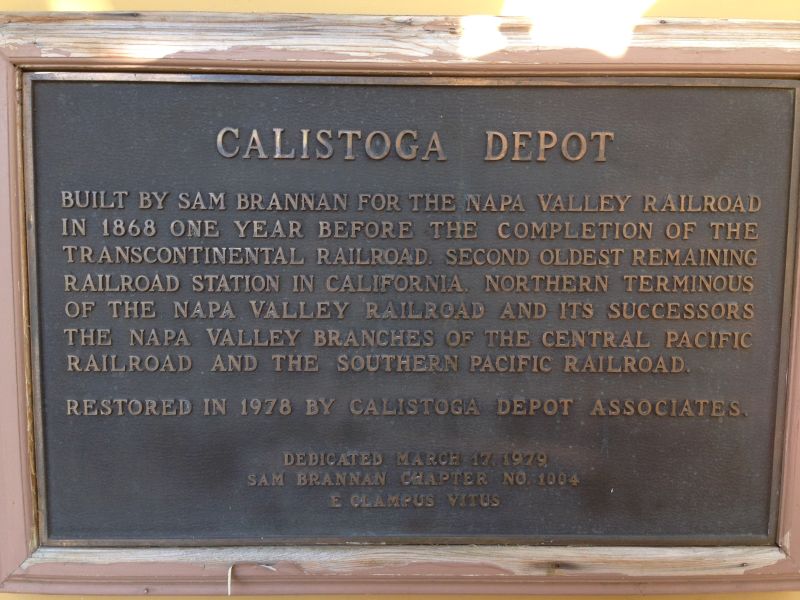 CALISTOGA DEPOT
BUILT BY SAM BRANNAN FOR THE NAPA VALLEY RAILROAD
IN 1868 ONE YEAR BEFORE THE COMPLETION OF THE
TRANSCONTINENTAL RAILROAD. SECOND OLDEST REMAINING
RAILROAD STATION IN CALIFORNIA. NORTHERN TERMINOUS
OF THE NAPA VALLEY RAILROAD AND ITS SUCCESSORS
THE NAPA VALLEY BRANCHES OF THE CENTRAL PACIFIC
RAILROAD AND THE SOUTHERN PACIFIC RAILROAD.
RESTORED IN 1978 BY CALISTOGA DEPOT ASSOCIATES.
DEDICATED MARCH 17, 1979
SAM BRANNAN CHAPTER NO. 1004
E CLAMPUS VITUS